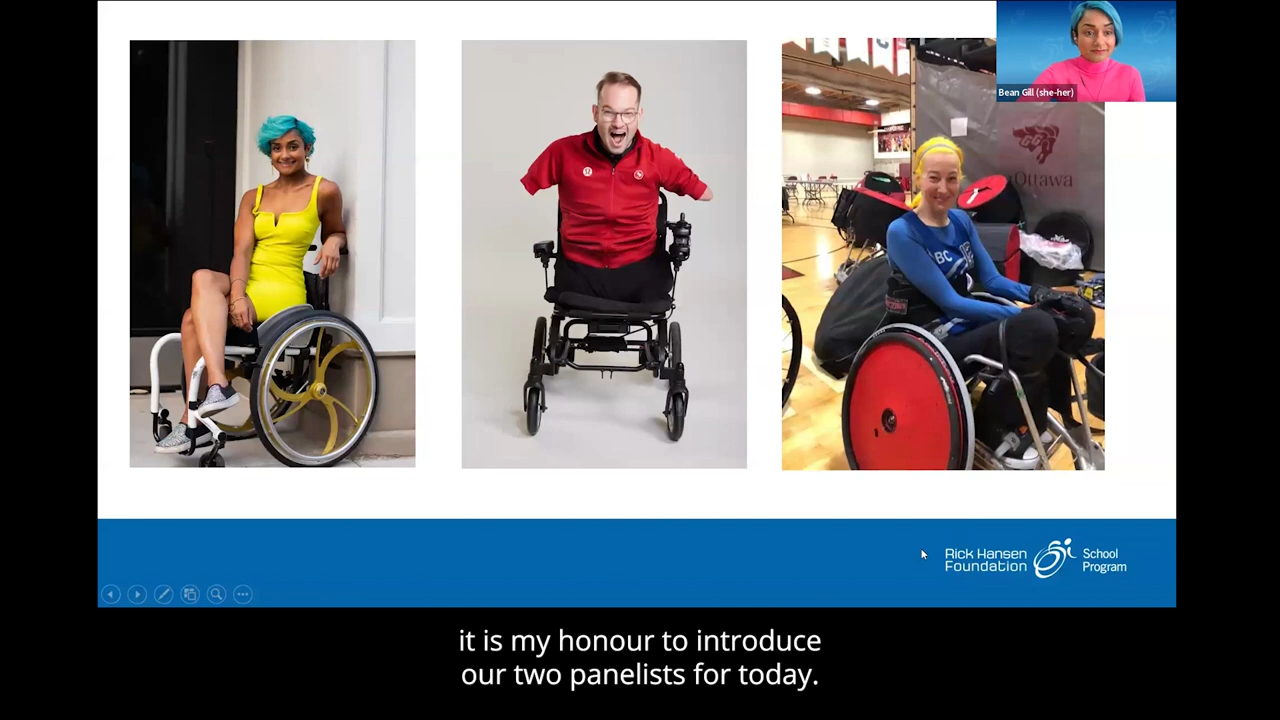 Bean Gill (she-her)
uOttawa
BC
Rick Hansen
Foundation
School
Program
it is my honour to introduce
our two panelists for today.